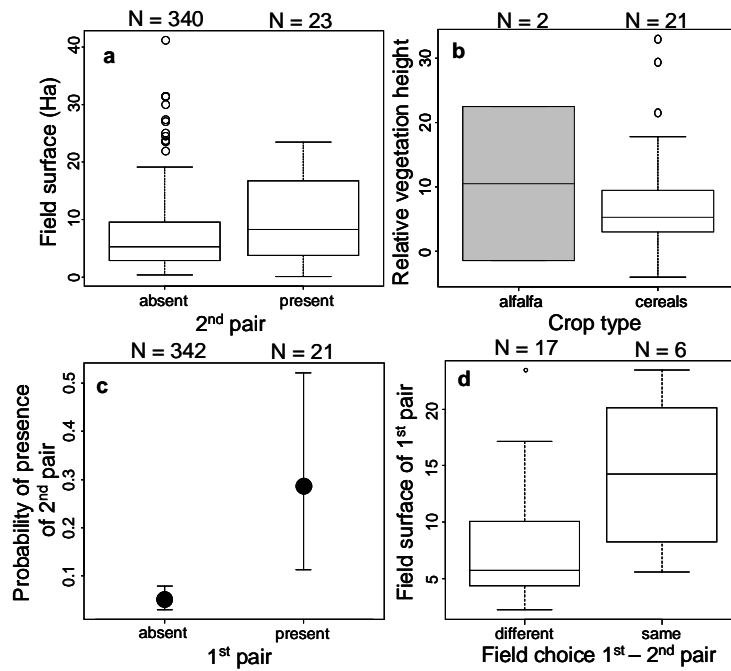 N = 340 N = 23
a
Field surface (Ha)
40
30
20
10
0
absent present
2nd pair
N = 2 N = 21
b
Relative vegetation height
30
20
10
0
alfalfa cereals
Crop type
N = 342 N = 21
c
Probability of presence
of 2nd pair
0.5
0.4
0.3
0.2
0.1
absent present
1st pair
N = 17 N = 6
d
Field surface of 1st pair
20
15
10
5
different same
Field choice 1st – 2nd pair